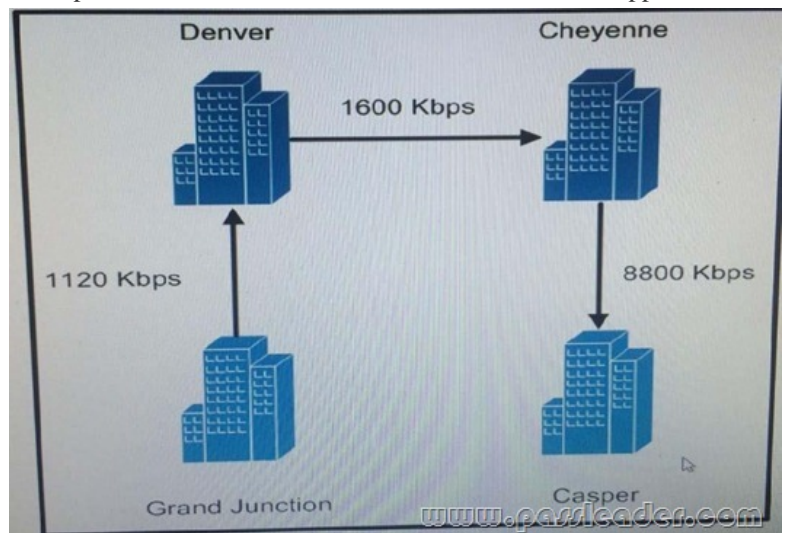 Denver
Cheyenne
1600 Kbps
1120 Kbps
8800 Kbps
Grand Junction
Casper
www.passleader.com